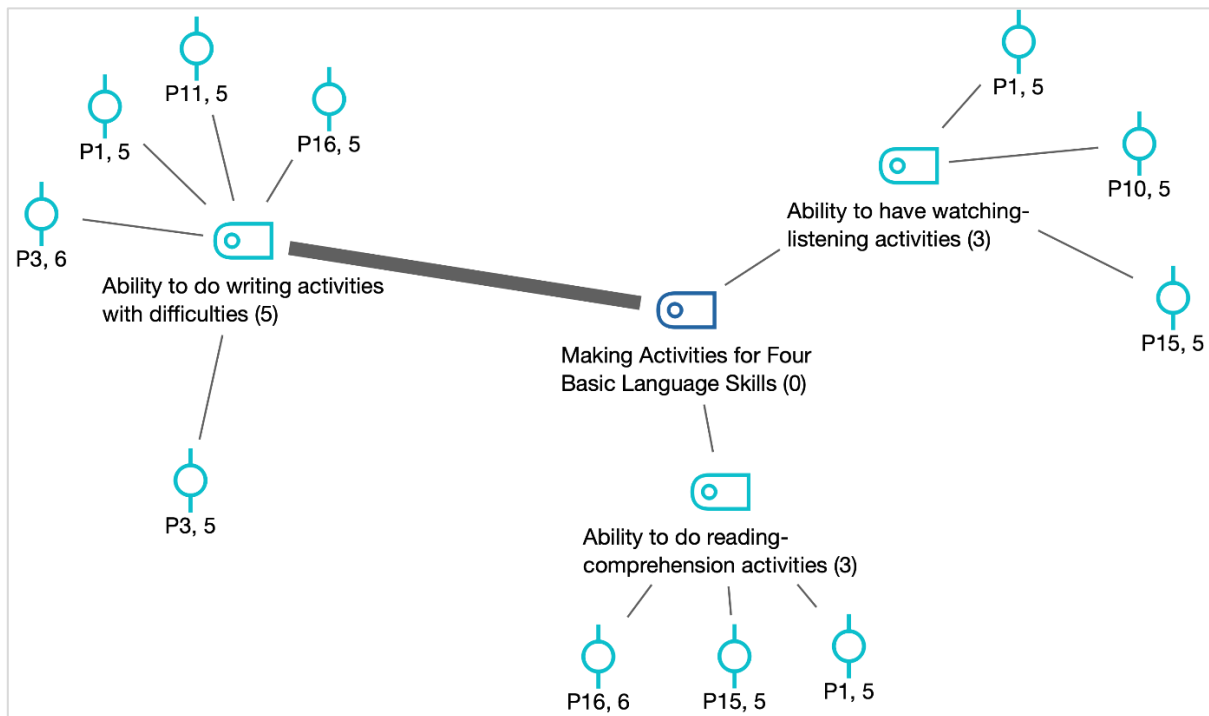 P11, 5
P1, 5
P16, 5
P3, 6
Ability to do writing activities
with difficulties (5)
P3, 5
P1, 5
P10, 5
Ability to have watching-
listening activities (3)
P15, 5
Making Activities for Four
Basic Language Skills (0)
Ability to do reading-
comprehension activities (3)
P16, 6
P15, 5
P1, 5